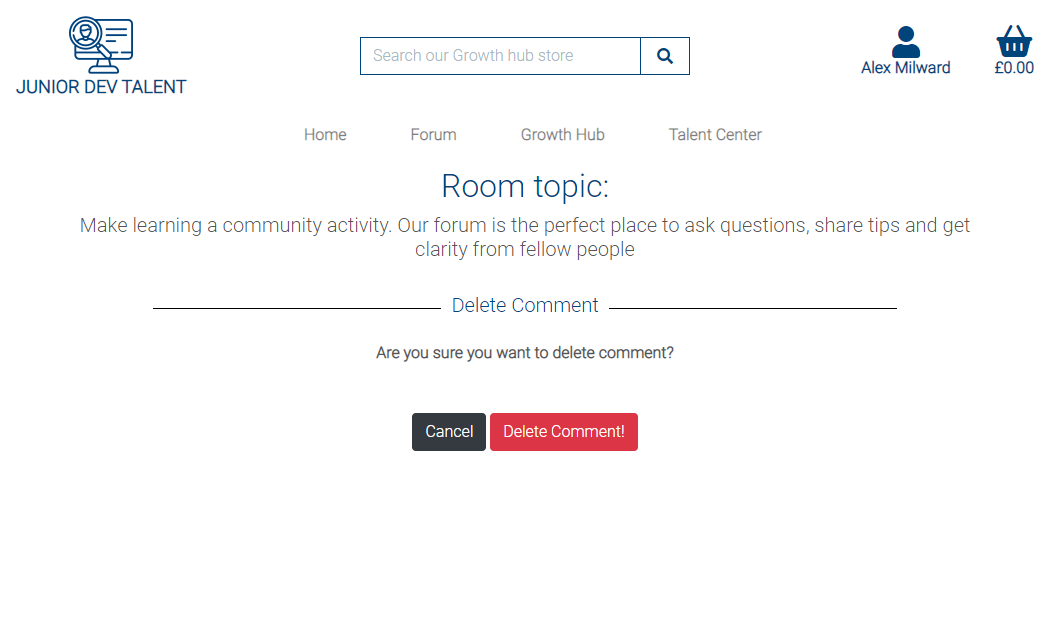 JUNIOR DEV TALENT
Search our Growth hub store
Alex Milward
£0.00
Home Forum Growth Hub Talent Center
Room topic:
Make learning a community activity. Our forum is the perfect place to ask questions, share tips and get
clarity from fellow people
Delete Comment
Are you sure you want to delete comment?
Cancel Delete Comment!